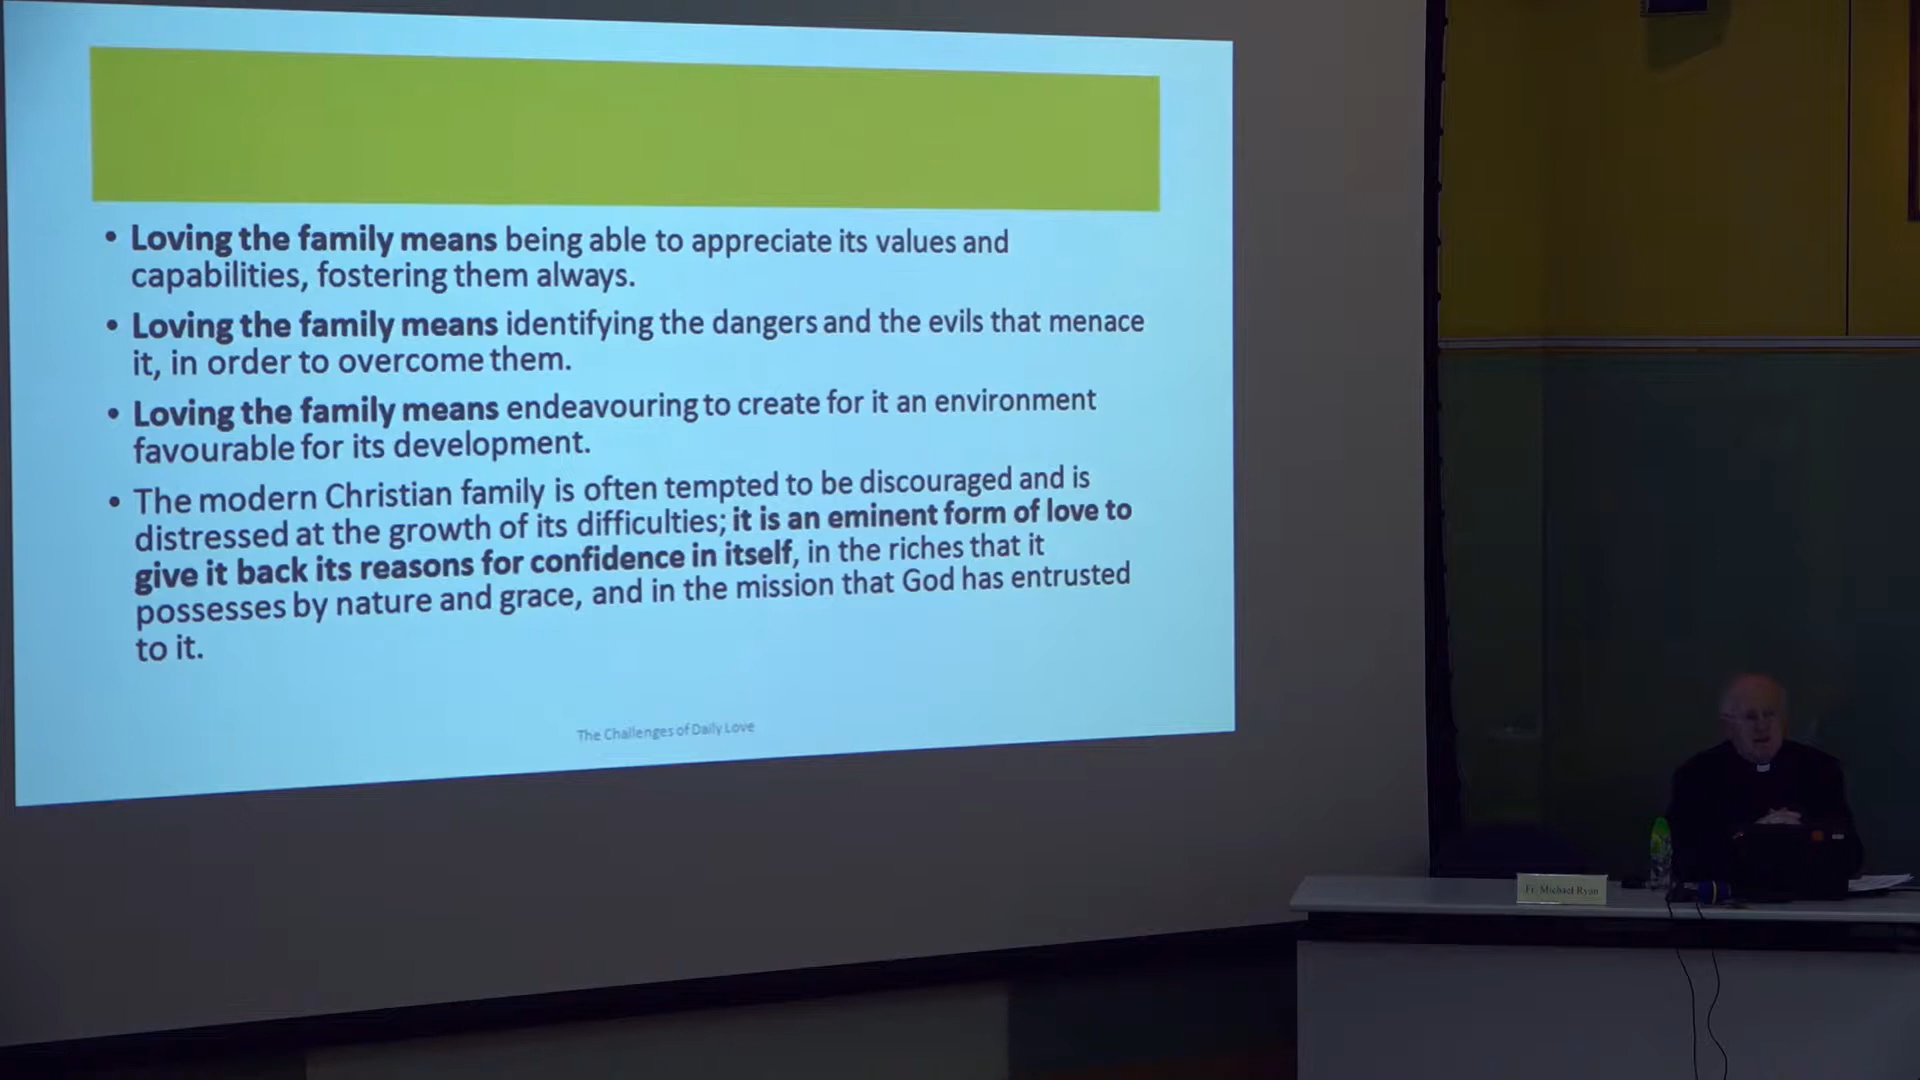 • Loving the family means being able to appreciate its values and
capabilities, fostering them always.
• Loving the family means identifying the dangers and the evils that menace
it, in order to overcome them.
• Loving the family means endeavouring to create for it an environment
favourable for its development.
• The modern Christian family is often tempted to be discouraged and is
distressed at the growth of its difficulties; it is an eminent form of love to
give it back its reasons for confidence in itself, in the riches that it
possesses by nature and grace, and in the mission that God has entrusted
to it.
The Challenges of Daily Love
Fr. Michael Ryan